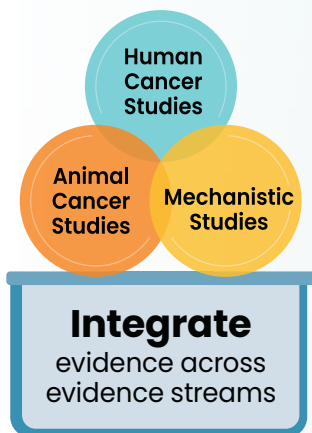 Human
Cancer
Studies
Animal
Cancer
Studies
Mechanistic
Studies
Integrate
evidence across
evidence streams